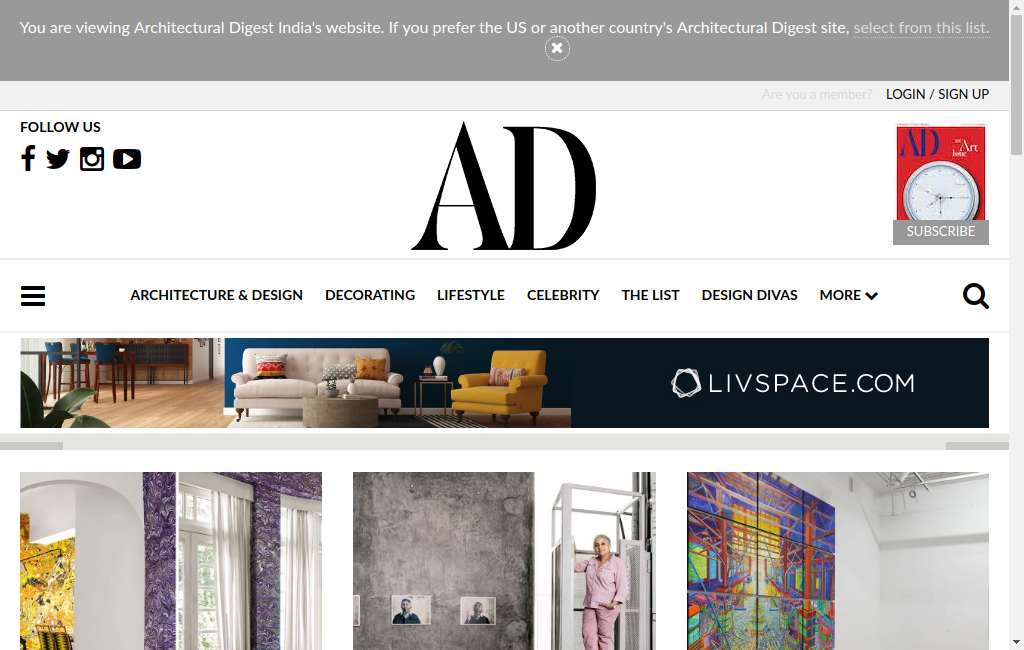 You are viewing Architectural Digest India's website. If you prefer the US or another country's Architectural Digest site, select from this list.
Are you a member? LOGIN / SIGN UP
FOLLOW US
AD
AD
THE Art Issue
SUBSCRIBE
ARCHITECTURE & DESIGN DECORATING LIFESTYLE CELEBRITY THE LIST DESIGN DIVAS MORE
LIVSPACE.COM